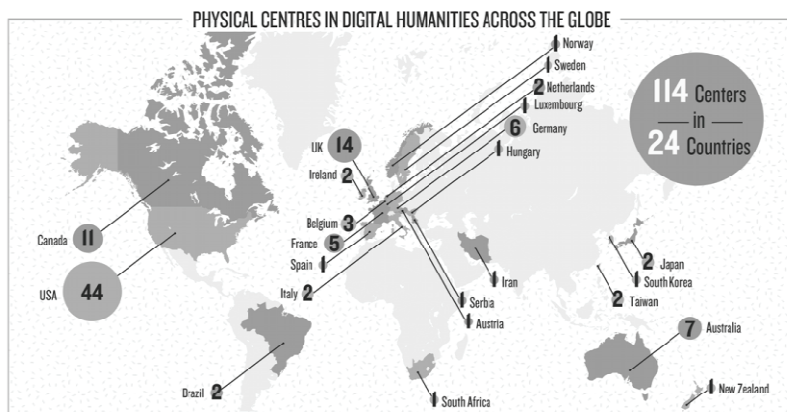 PHYSICAL CENTRES IN DIGITAL HUMANITIES ACROSS THE GLOBE
1 Norway
1 Sweden
2 Netherlands
1 Luxembourg
6 Germany
1 Hungary
114 Centers
in
24 Countries
UK 14
Ireland 2
Belgium 3
France 5
Spain 1
Italy 2
Canada 11
USA 44
1 Iran
1 Serba
1 Austria
2 Japan
1 South Korea
2 Taiwan
7 Australia
Drazil 2
1 South Africa
1 New Zealand